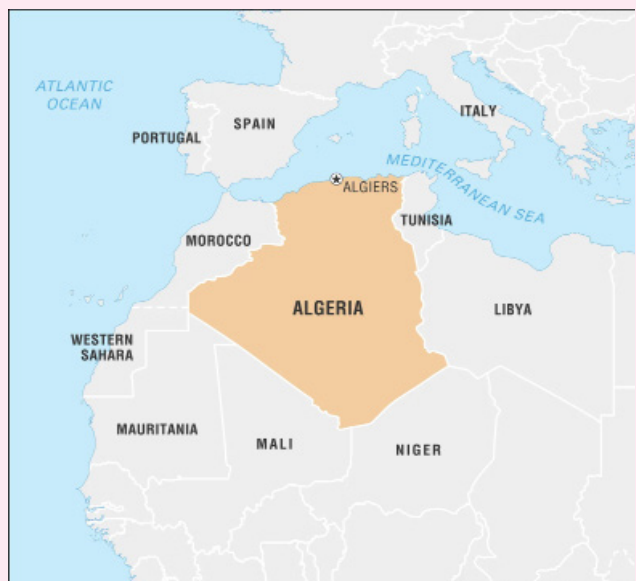 ATLANTIC
OCEAN
ITALY
SPAIN
PORTUGAL
MEDITERRANEAN SEA
ALGIERS
TUNISIA
MOROCCO
ALGERIA
LIBYA
WESTERN
SAHARA
MAURITANIA
MALI
NIGER